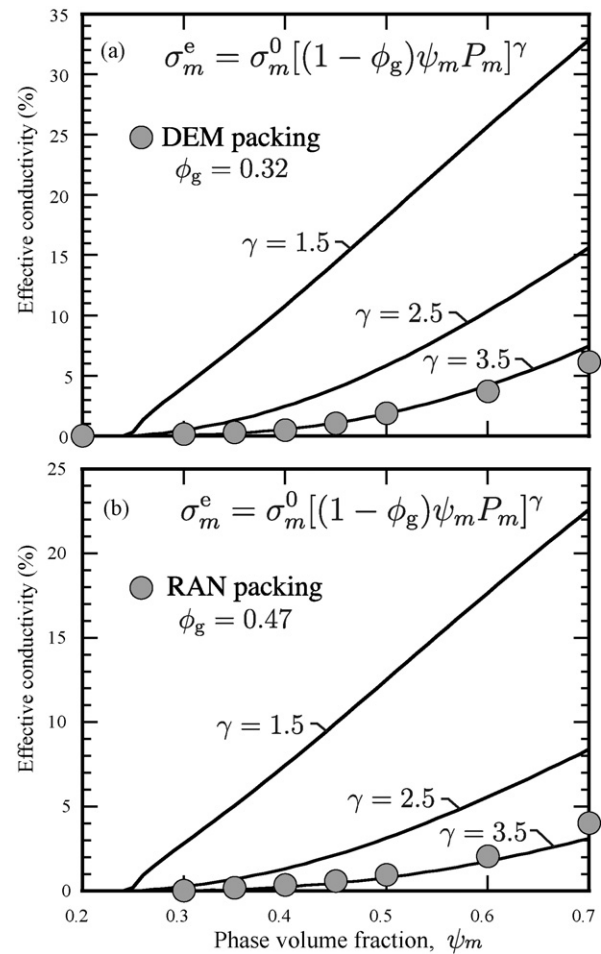 35
30
25
20
15
10
5
0
Effective conductivity (%)
(a)
σ_m^e = σ_m^0[(1 − ϕ_g)ψ_m P_m]^γ
DEM packing
ϕ_g = 0.32
γ = 1.5
γ = 2.5
γ = 3.5
25
20
15
10
5
0
Effective conductivity (%)
(b)
σ_m^e = σ_m^0[(1 − ϕ_g)ψ_m P_m]^γ
RAN packing
ϕ_g = 0.47
γ = 1.5
γ = 2.5
γ = 3.5
0.2 0.3 0.4 0.5 0.6 0.7
Phase volume fraction, ψ_m